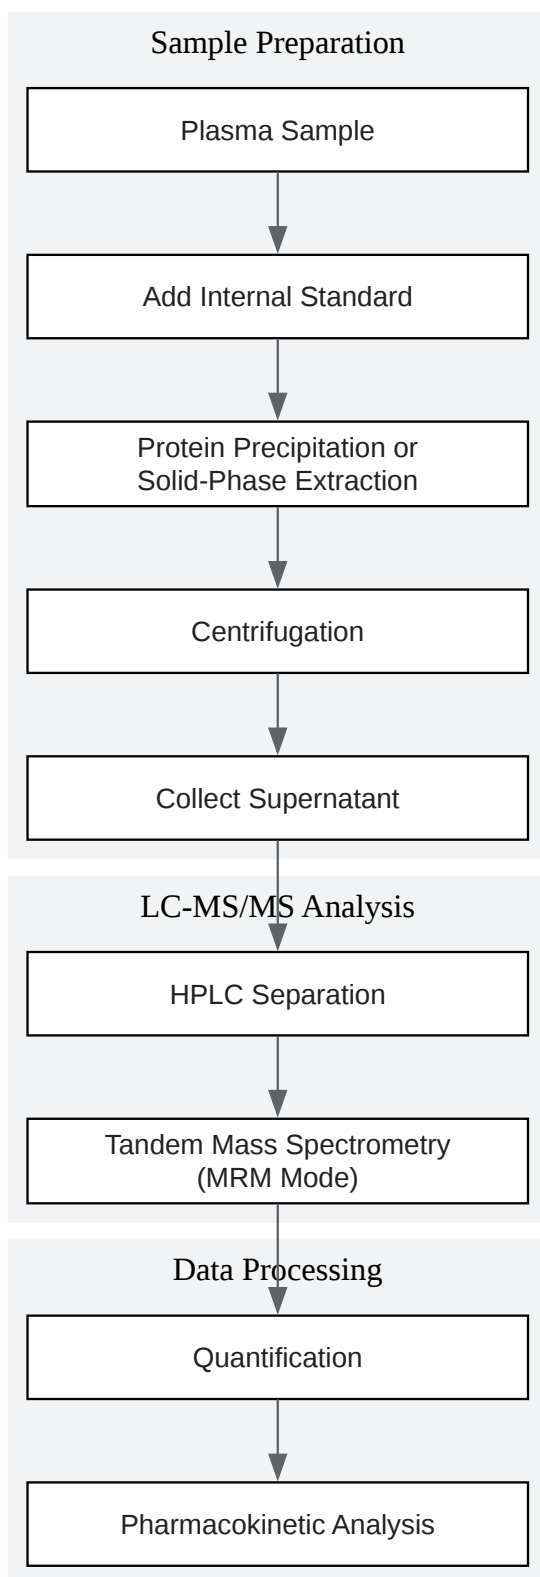 Sample Preparation
Plasma Sample
Add Internal Standard
Protein Precipitation or
Solid-Phase Extraction
Centrifugation
Collect Supernatant
LC-MS/MS Analysis
HPLC Separation
Tandem Mass Spectrometry
(MRM Mode)
Data Processing
Quantification
Pharmacokinetic Analysis